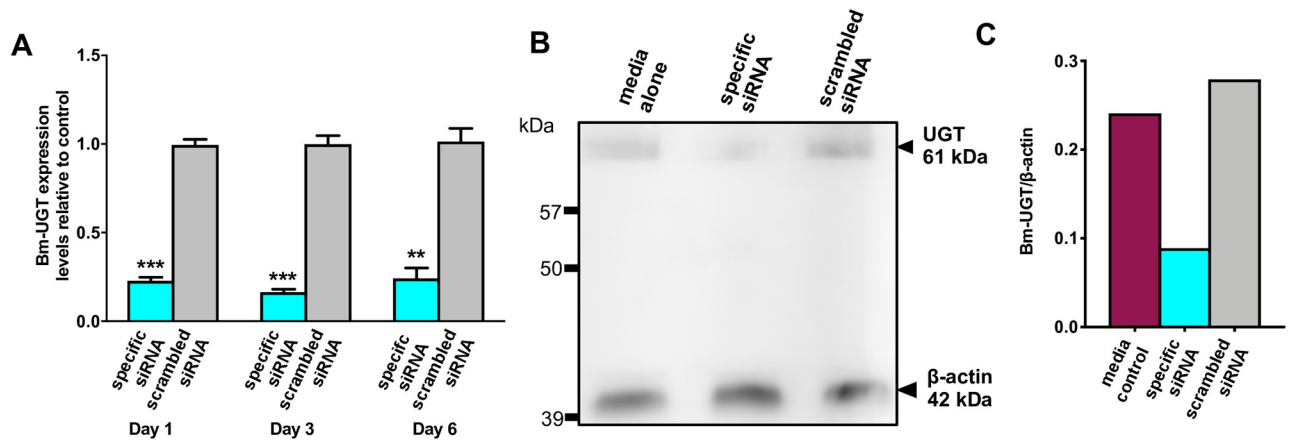 A
Bm-UGT expression
levels relative to control
1.5
1.0
0.5
0.0
***
***
**
specific
siRNA
scrambled
siRNA
specific
siRNA
scrambled
siRNA
specific
siRNA
scrambled
siRNA
Day 1
Day 3
Day 6
B
media
alone
specific
siRNA
scrambled
siRNA
kDa
57
50
39
UGT
61 kDa
β-actin
42 kDa
C
Bm-UGT/β-actin
0.3
0.2
0.1
0.0
media
control
specific
siRNA
scrambled
siRNA